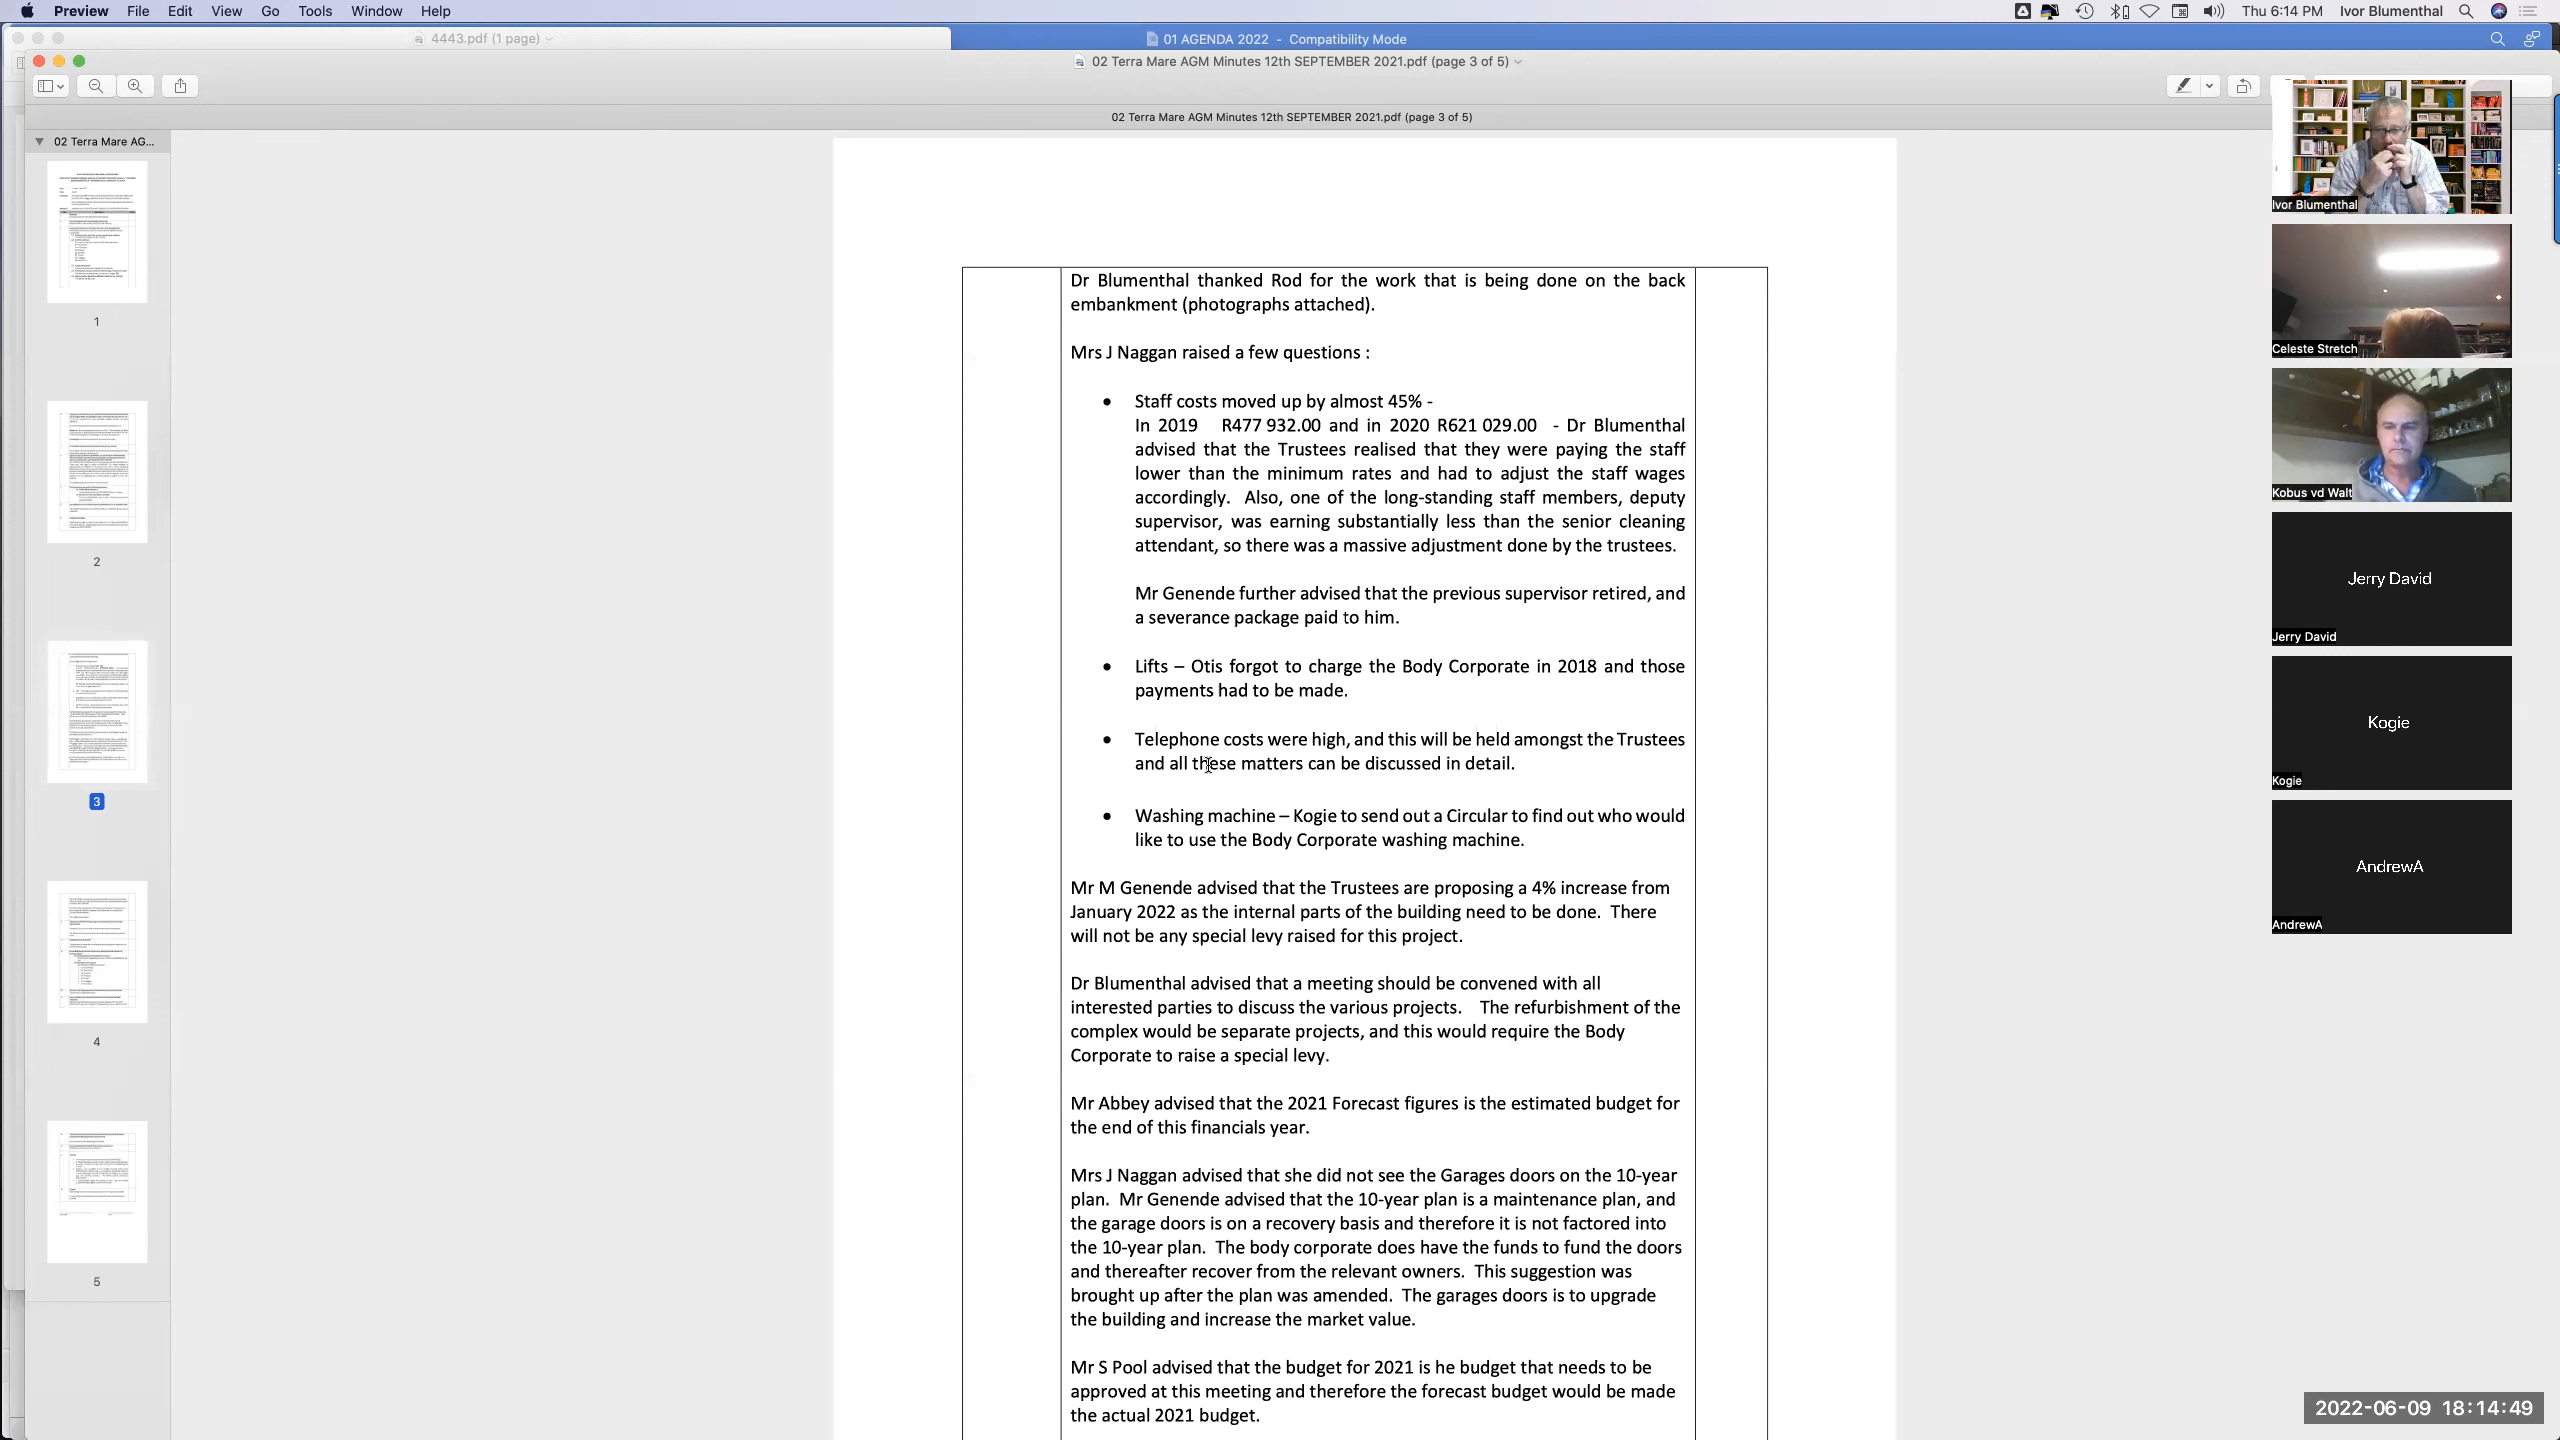 Preview File Edit View Go Tools Window Help
Thu 6:14 PM Ivor Blumenthal
4443.pdf (1 page)
01 AGENDA 2022 - Compatibility Mode
02 Terra Mare AGM Minutes 12th SEPTEMBER 2021.pdf (page 3 of 5)
02 Terra Mare AGM Minutes 12th SEPTEMBER 2021.pdf (page 3 of 5)
02 Terra Mare AG...
1
2
3
4
5
Dr Blumenthal thanked Rod for the work that is being done on the back
embankment (photographs attached).
Mrs J Naggan raised a few questions :
• Staff costs moved up by almost 45% -
In 2019 R477 932.00 and in 2020 R621 029.00 - Dr Blumenthal
advised that the Trustees realised that they were paying the staff
lower than the minimum rates and had to adjust the staff wages
accordingly. Also, one of the long-standing staff members, deputy
supervisor, was earning substantially less than the senior cleaning
attendant, so there was a massive adjustment done by the trustees.
Mr Genende further advised that the previous supervisor retired, and
a severance package paid to him.
• Lifts – Otis forgot to charge the Body Corporate in 2018 and those
payments had to be made.
• Telephone costs were high, and this will be held amongst the Trustees
and all these matters can be discussed in detail.
• Washing machine – Kogie to send out a Circular to find out who would
like to use the Body Corporate washing machine.
Mr M Genende advised that the Trustees are proposing a 4% increase from
January 2022 as the internal parts of the building need to be done. There
will not be any special levy raised for this project.
Dr Blumenthal advised that a meeting should be convened with all
interested parties to discuss the various projects. The refurbishment of the
complex would be separate projects, and this would require the Body
Corporate to raise a special levy.
Mr Abbey advised that the 2021 Forecast figures is the estimated budget for
the end of this financials year.
Mrs J Naggan advised that she did not see the Garages doors on the 10-year
plan. Mr Genende advised that the 10-year plan is a maintenance plan, and
the garage doors is on a recovery basis and therefore it is not factored into
the 10-year plan. The body corporate does have the funds to fund the doors
and thereafter recover from the relevant owners. This suggestion was
brought up after the plan was amended. The garages doors is to upgrade
the building and increase the market value.
Mr S Pool advised that the budget for 2021 is he budget that needs to be
approved at this meeting and therefore the forecast budget would be made
the actual 2021 budget.
Ivor Blumenthal
Celeste Stretch
Kobus vd Walt
Jerry David
Jerry David
Kogie
Kogie
AndrewA
AndrewA
2022-06-09 18:14:49